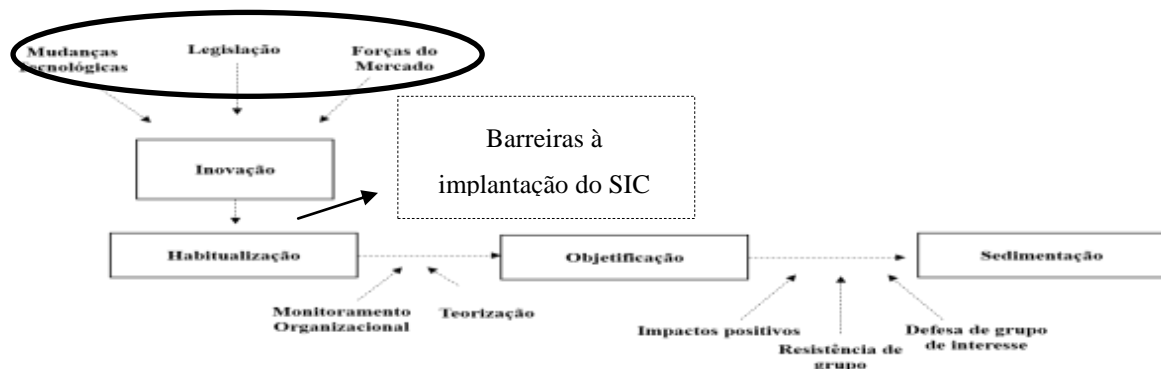 Mudanças
Tecnológicas
Legislação
Forças do
Mercado
Inovação
Barreiras à
implantação do SIC
Habitualização
Objetificação
Sedimentação
Monitoramento
Organizacional
Teorização
Impactos positivos
Resistência de
grupo
Defesa de grupo
de interesse